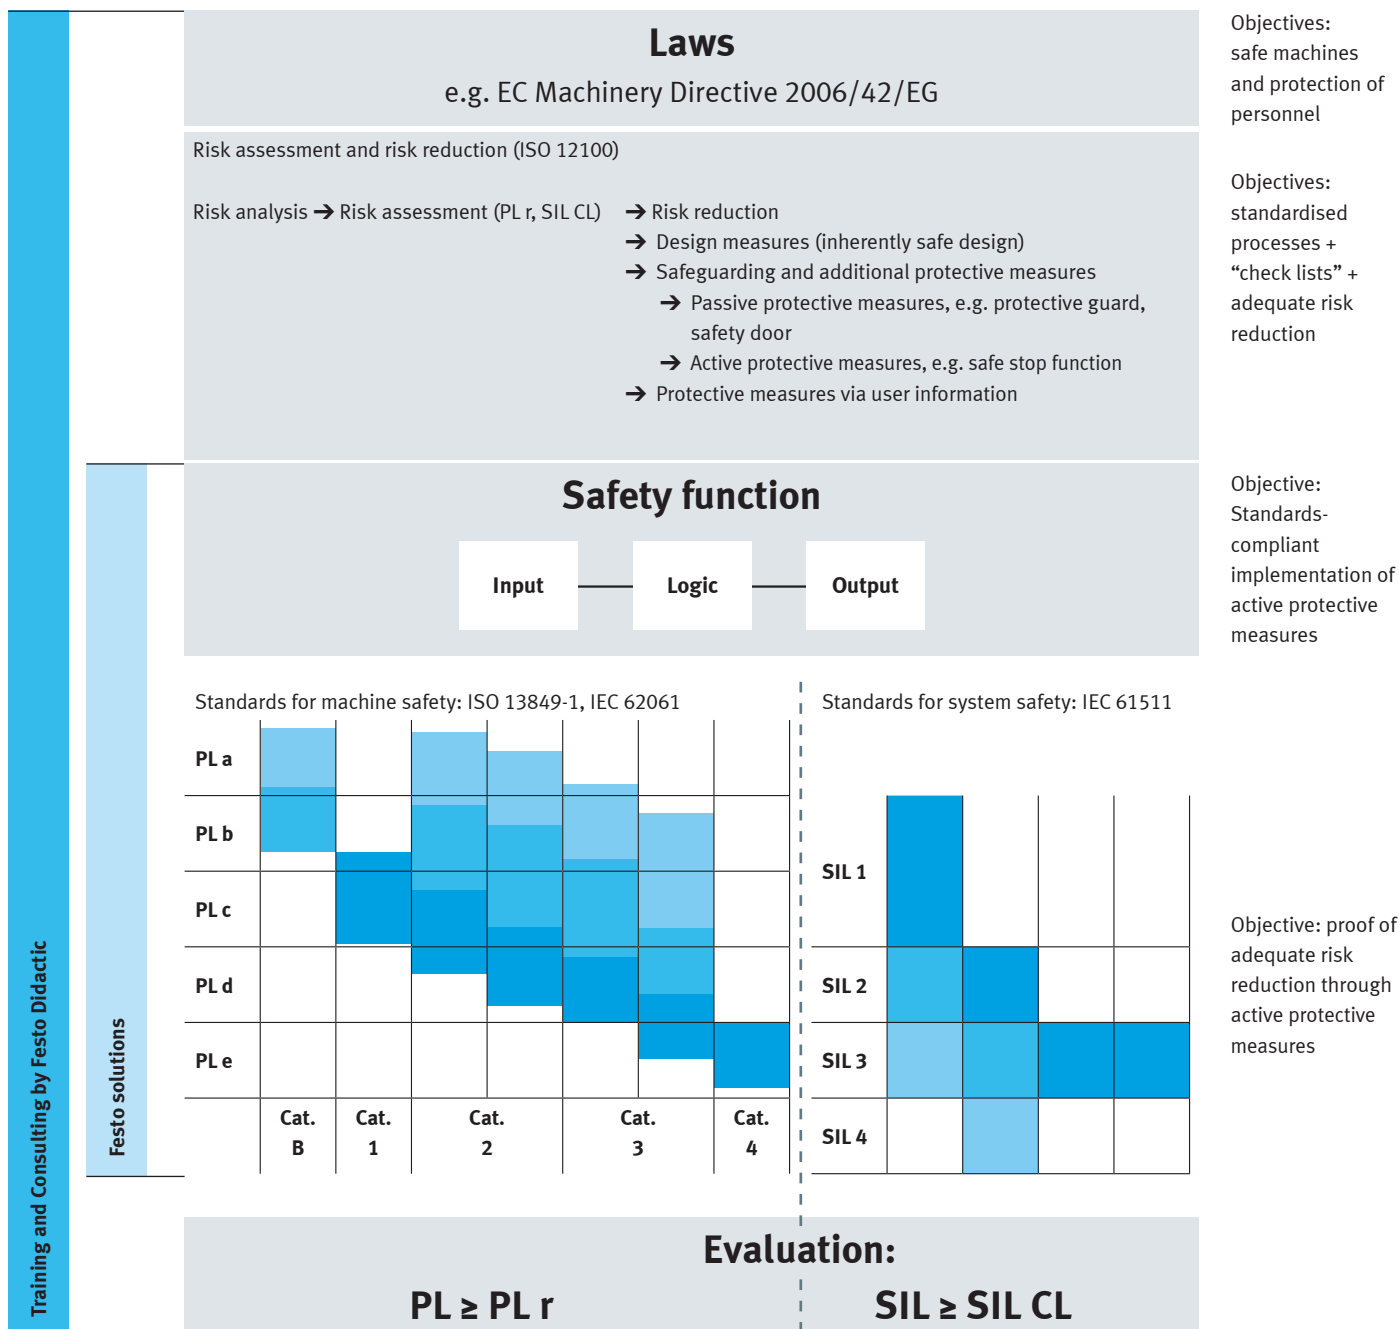 Laws
e.g. EC Machinery Directive 2006/42/EG
Objectives:
safe machines
and protection of
personnel
Risk assessment and risk reduction (ISO 12100)
Risk analysis ➔ Risk assessment (PL r, SIL CL) ➔ Risk reduction
➔ Design measures (inherently safe design)
➔ Safeguarding and additional protective measures
➔ Passive protective measures, e.g. protective guard,
safety door
➔ Active protective measures, e.g. safe stop function
➔ Protective measures via user information
Objectives:
standardised
processes +
“check lists” +
adequate risk
reduction
Safety function
Input
Logic
Output
Objective:
Standards-
compliant
implementation of
active protective
measures
Standards for machine safety: ISO 13849-1, IEC 62061
PL a
PL b
PL c
PL d
PL e
Cat.
B
Cat.
1
Cat.
2
Cat.
3
Cat.
4
Standards for system safety: IEC 61511
SIL 1
SIL 2
SIL 3
SIL 4
Objective: proof of
adequate risk
reduction through
active protective
measures
Evaluation:
PL ≥ PL r
SIL ≥ SIL CL
Training and Consulting by Festo Didactic
Festo solutions